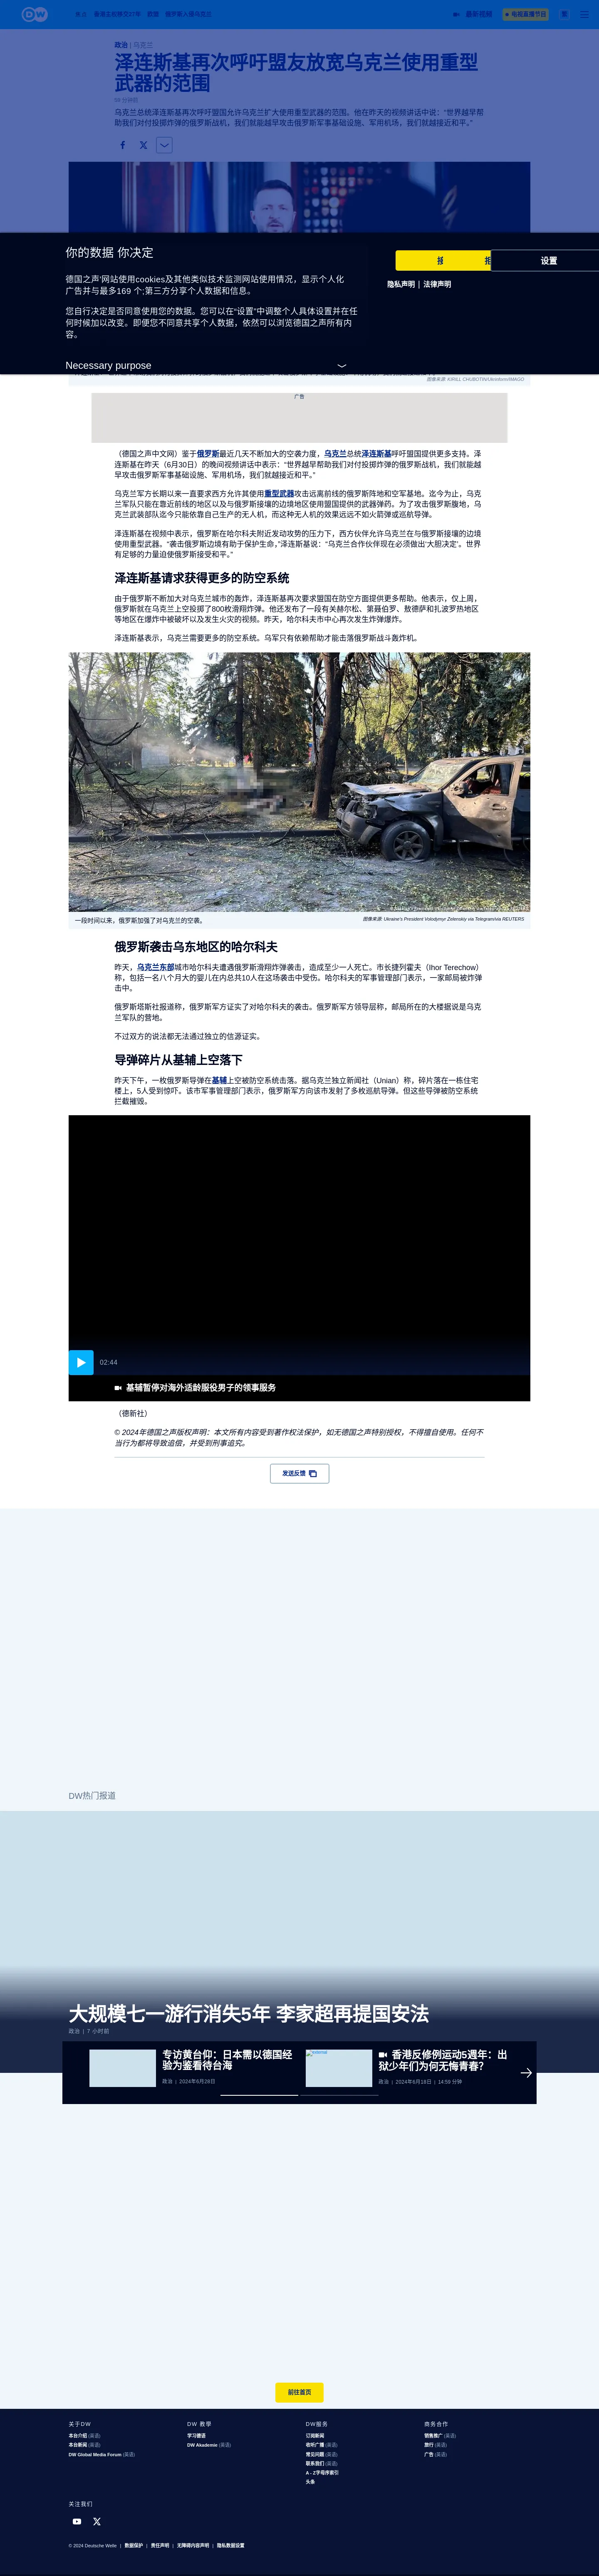 DW
香港主权移交27年
欧盟
俄罗斯入侵乌克兰
最新视频
电视直播节目
繁
政治 | 乌克兰
泽连斯基再次呼吁盟友放宽乌克兰使用重型
武器的范围
乌克兰总统泽连斯基再次呼吁盟国允许乌克兰扩大使用重型武器的范围。他在昨天的视频讲话中说：“世界越早帮
助我们对付投掷炸弹的俄罗斯战机，我们就能越早攻击俄罗斯军事基础设施、军用机场，我们就越接近和平。”
你的数据 你决定
德国之声‘网站使用cookies及其他类似技术监测网站使用情况，显示个人化
广告并与最多169 个;第三方分享个人数据和信息。
您自行决定是否同意使用您的数据。您可以在“设置”中调整个人具体设置并在任
何时候加以改变。即便您不同意共享个人数据，依然可以浏览德国之声所有内
容。
Necessary purpose
设置
隐私声明 | 法律声明
图像来源: KIRILL CHUBOTIN/Ukrinform/IMAGO
广告
（德国之声中文网）鉴于俄罗斯最近几天不断加大的空袭力度，乌克兰总统泽连斯基呼吁盟国提供更多支持。泽
连斯基在昨天（6月30日）的晚间视频讲话中表示：“世界越早帮助我们对付投掷炸弹的俄罗斯战机，我们就能越
早攻击俄罗斯军事基础设施、军用机场，我们就越接近和平。”
乌克兰军方长期以来一直要求西方允许其使用重型武器攻击远离前线的俄罗斯阵地和空军基地。迄今为止，乌克
兰军队只能在靠近前线的地区以及与俄罗斯接壤的边境地区使用盟国提供的武器弹药。为了攻击俄罗斯腹地，乌
克兰武装部队迄今只能依靠自己生产的无人机，而这种无人机的效果远远不如火箭弹或巡航导弹。
泽连斯基在视频中表示，俄罗斯在哈尔科夫附近发动攻势的压力下，西方伙伴允许乌克兰在与俄罗斯接壤的边境
使用重型武器。“袭击俄罗斯边境有助于保护生命，”泽连斯基说：“乌克兰合作伙伴现在必须做出‘大胆决定’。世界
有足够的力量迫使俄罗斯接受和平。”
泽连斯基请求获得更多的防空系统
由于俄罗斯不断加大对乌克兰城市的轰炸，泽连斯基再次要求盟国在防空方面提供更多帮助。他表示，仅上周，
俄罗斯就在乌克兰上空投掷了800枚滑翔炸弹。他还发布了一段有关赫尔松、第聂伯罗、敖德萨和扎波罗热地区
等地区在爆炸中被破坏以及发生火灾的视频。昨天，哈尔科夫市中心再次发生炸弹爆炸。
泽连斯基表示，乌克兰需要更多的防空系统。乌军只有依赖帮助才能击落俄罗斯战斗轰炸机。
一段时间以来，俄罗斯加强了对乌克兰的空袭。
图像来源: Ukraine's President Volodymyr Zelenskiy via Telegram/via REUTERS
俄罗斯袭击乌东地区的哈尔科夫
昨天，乌克兰东部城市哈尔科夫遭遇俄罗斯滑翔炸弹袭击，造成至少一人死亡。市长捷列霍夫（Ihor Terechow）
称，包括一名八个月大的婴儿在内总共10人在这场袭击中受伤。哈尔科夫的军事管理部门表示，一家邮局被炸弹
击中。
俄罗斯塔斯社报道称，俄罗斯军方证实了对哈尔科夫的袭击。俄罗斯军方领导层称，邮局所在的大楼据说是乌克
兰军队的营地。
不过双方的说法都无法通过独立的信源证实。
导弹碎片从基辅上空落下
昨天下午，一枚俄罗斯导弹在基辅上空被防空系统击落。据乌克兰独立新闻社（Unian）称，碎片落在一栋住宅
楼上，5人受到惊吓。该市军事管理部门表示，俄罗斯军方向该市发射了多枚巡航导弹。但这些导弹被防空系统
拦截摧毁。
02:44
基辅暂停对海外适龄服役男子的领事服务
（德新社）
© 2024年德国之声版权声明：本文所有内容受到著作权法保护，如无德国之声特别授权，不得擅自使用。任何不
当行为都将导致追偿，并受到刑事追究。
发送反馈
DW热门报道
大规模七一游行消失5年 李家超再提国安法
政治 | 7 小时前
专访黄台仰：日本需以德国经
验为鉴看待台海
政治 | 2024年6月28日
external
香港反修例运动5週年：出
狱少年们为何无悔青春？
政治 | 2024年6月18日 | 14:59 分钟
前往首页
关于DW
本台介绍 (英语)
本台新闻 (英语)
DW Global Media Forum (英语)
DW 教學
学习德语
DW Akademie (英语)
DW服务
订阅新闻
收听广播 (英语)
常见问题 (英语)
联系我们 (英语)
A - Z字母序索引
头条
商务合作
销售推广 (英语)
旅行 (英语)
广告 (英语)
关注我们
© 2024 Deutsche Welle | 数据保护 | 责任声明 | 无障碍内容声明 | 隐私数据设置